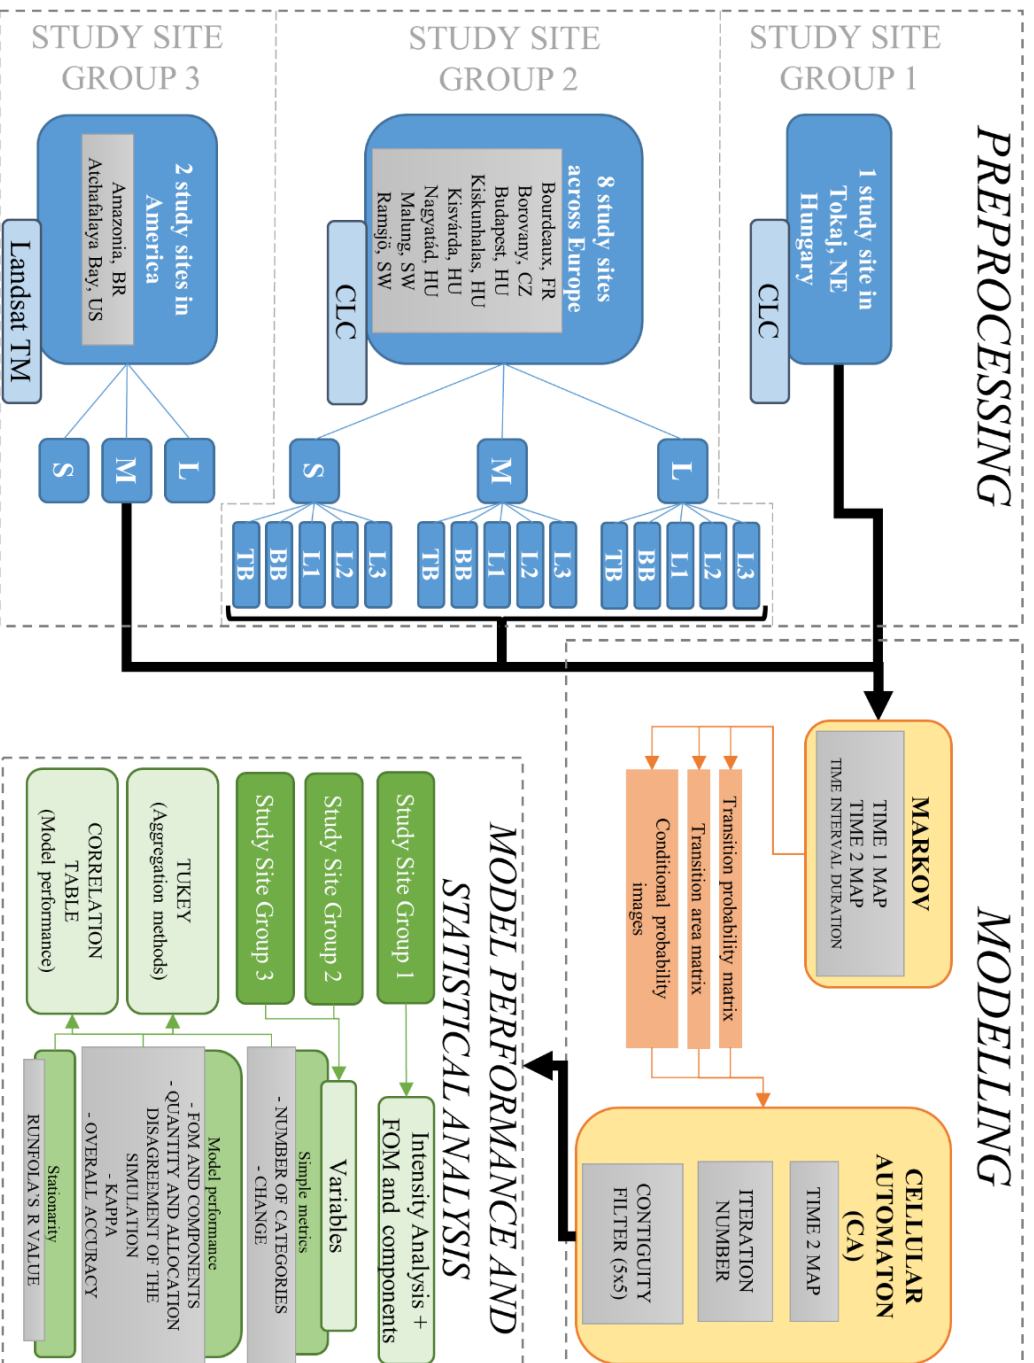 PREPROCESSING
STUDY SITE
GROUP 1
1 study site in
Tokaj, NE
Hungary
CLC
STUDY SITE
GROUP 2
8 study sites
across Europe
Bourdeaux, FR
Borovany, CZ
Budapest, HU
Kiskunhalas, HU
Kisvárda, HU
Nagyatád, HU
Malung, SW
Ramsjö, SW
CLC
L
L3
L2
L1
BB
TB
M
L3
L2
L1
BB
TB
S
L3
L2
L1
BB
TB
STUDY SITE
GROUP 3
2 study sites in
America
Amazonia, BR
Atchafalaya Bay, US
Landsat TM
L
M
S
MODELLING
MARKOV
TIME 1 MAP
TIME 2 MAP
TIME INTERVAL DURATION
Transition probability matrix
Transition area matrix
Conditional probability
images
CELLULAR
AUTOMATON
(CA)
TIME 2 MAP
ITERATION
NUMBER
CONTIGUITY
FILTER (5x5)
MODEL PERFORMANCE AND
STATISTICAL ANALYSIS
Study Site Group 1
Intensity Analysis +
FOM and components
Study Site Group 2
Study Site Group 3
Variables
Simple metrics
- NUMBER OF CATEGORIES
- CHANGE
Model performance
- FOM AND COMPONENTS
- QUANTITY AND ALLOCATION
DISAGREEMENT OF THE
SIMULATION
- KAPPA
- OVERALL ACCURACY
Stationarity
RUNFOLA'S R VALUE
TUKEY
(Aggregation methods)
CORRELATION
TABLE
(Model performance)